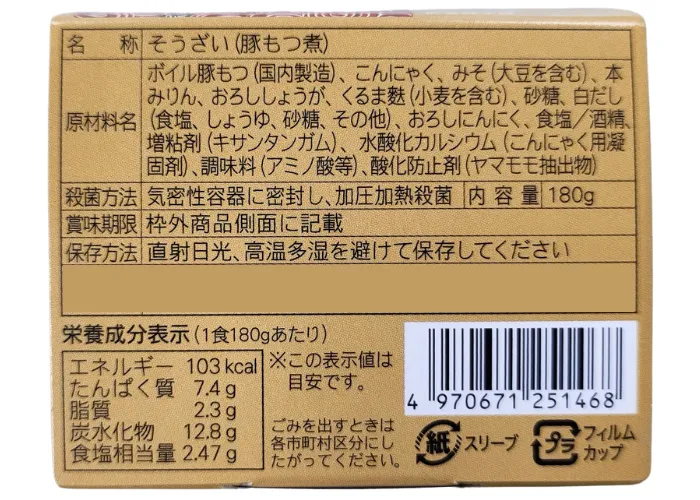 名称 そうざい(豚もつ煮)
原材料名 ボイル豚もつ(国内製造)、こんにゃく、みそ(大豆を含む)、本
みりん、おろししょうが、くるま麩(小麦を含む)、砂糖、白だし
(食塩、しょうゆ、砂糖、その他)、おろしにんにく、食塩/酒精、
増粘剤(キサンタンガム)、水酸化カルシウム(こんにゃく用凝
固剤)、調味料(アミノ酸等)、酸化防止剤(ヤマモモ抽出物)
殺菌方法 気密性容器に密封し、加圧加熱殺菌 内容量 180g
賞味期限 枠外商品側面に記載
保存方法 直射日光、高温多湿を避けて保存してください
栄養成分表示(1食180gあたり)
エネルギー 103kcal
たんぱく質 7.4g
脂質 2.3g
炭水化物 12.8g
食塩相当量 2.47g
※この表示値は
目安です。
ごみを出すときは
各市町村区分にし
たがってください。
4 970671 251468
紙 スリーブ
プラ フィルム
カップ